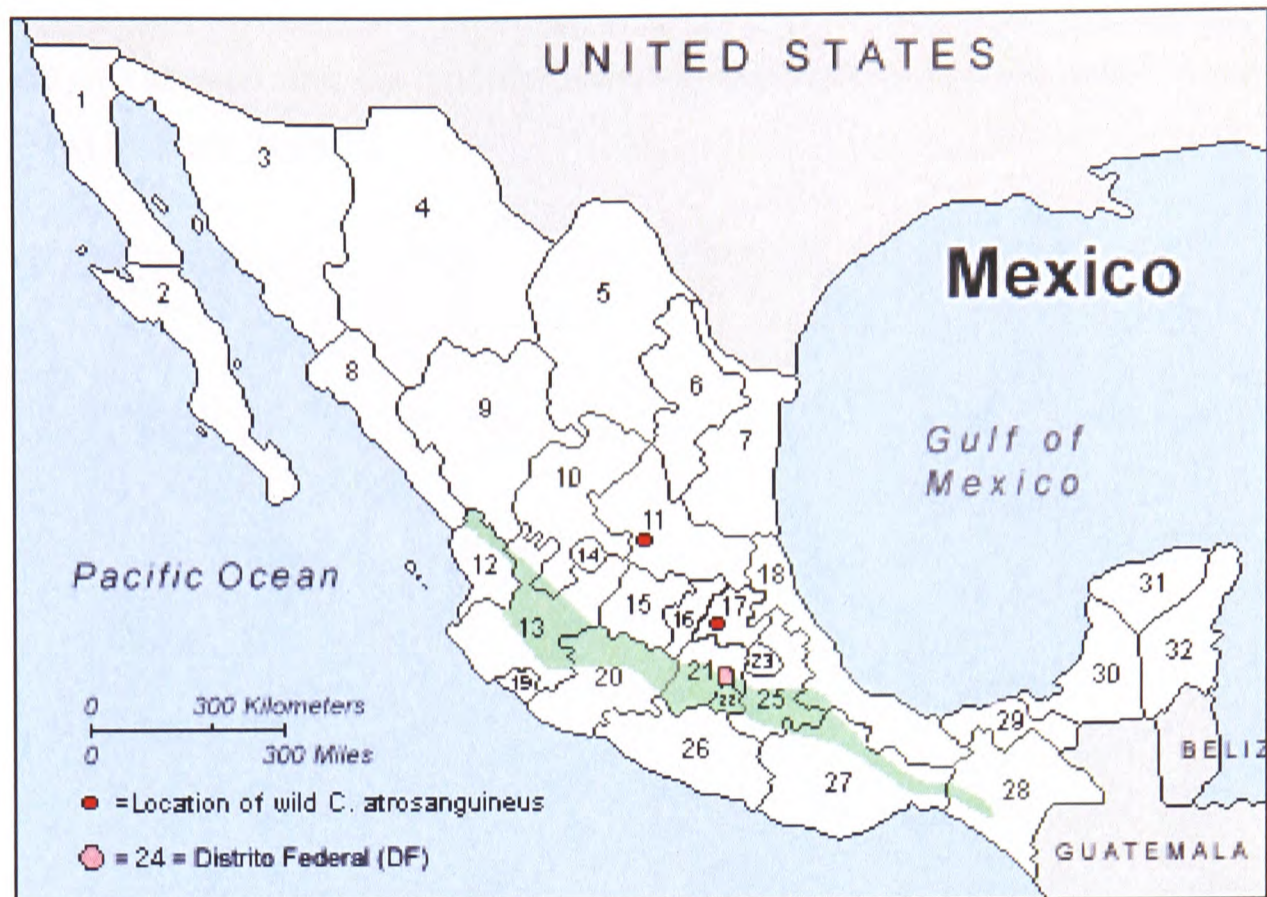 UNITED STATES
1
3
4
Mexico
2
5
8
6
9
7
Gulf of
Mexico
10
11
Pacific Ocean
12
14
18
31
15
17
16
13
32
23
21
20
30
19
22
25
29
0 300 Kilometers
0 300 Miles
26
27
28
BELIZ
=Location of wild C. atrosanguineus
= 24 = Distrito Federal (DF)
GUATEMALA